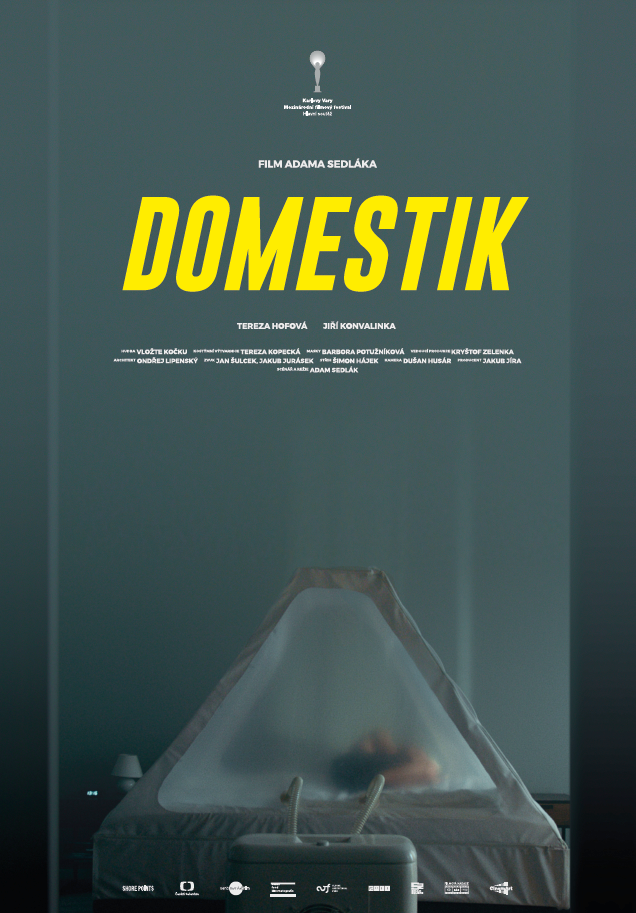 Karlovy Vary
Mezinárodní filmový festival
Hlavní soutěž
FILM ADAMA SEDLÁKA
DOMESTIK
TEREZA HOFOVÁ JIŘÍ KONVALINKA
HUDBA VLOŽTE KOČKU KOSTÝMNÍ VÝTVARNICE TEREZA KOPECKÁ MASKY BARBORA POTUŽNÍKOVÁ VEDOUCÍ PRODUKCE KRYŠTOF ZELENKA
ARCHITEKT ONDŘEJ LIPENSKÝ ZVUK JAN ŠULCEK, JAKUB JURÁSEK STŘIH ŠIMON HÁJEK KAMERA DUŠAN HUSÁR PRODUCENT JAKUB JÍRA
SCÉNÁŘ A REŽIE ADAM SEDLÁK
SHORE POINTS
Česká televize